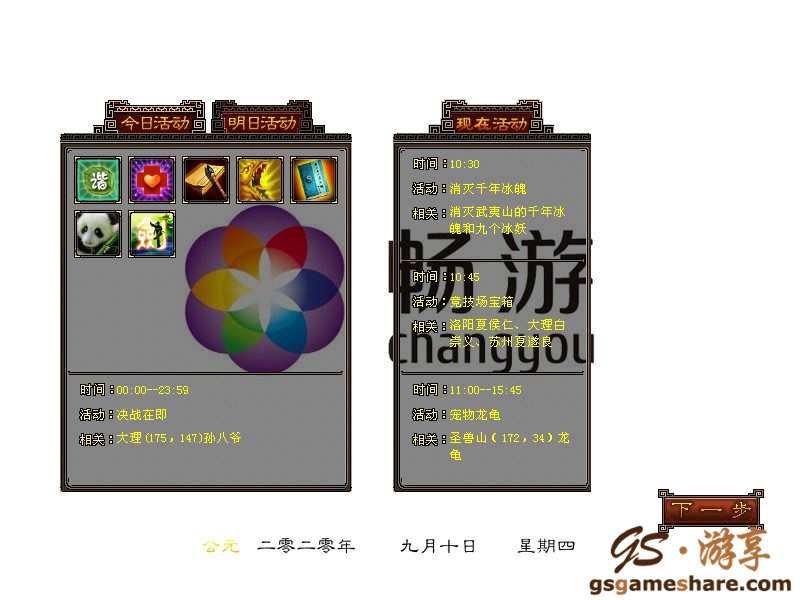 今日活动 明日活动 现在活动
谐
时间：10:30
活动：消灭千年冰魄
相关：消灭武夷山的千年冰
魄和九个冰妖
畅游
时间：10:45
活动：竞技场宝箱
相关：洛阳夏侯仁、大理白
崇义、苏州夏遂良
changyou
时间：00:00--23:59
活动：决战在即
相关：大理(175，147)孙八爷
时间：11:00--15:45
活动：宠物龙龟
相关：圣兽山（172，34）龙
龟
下一步
公元 二零二零年 九月十日 星期四
GS·游享
gsgameshare.com